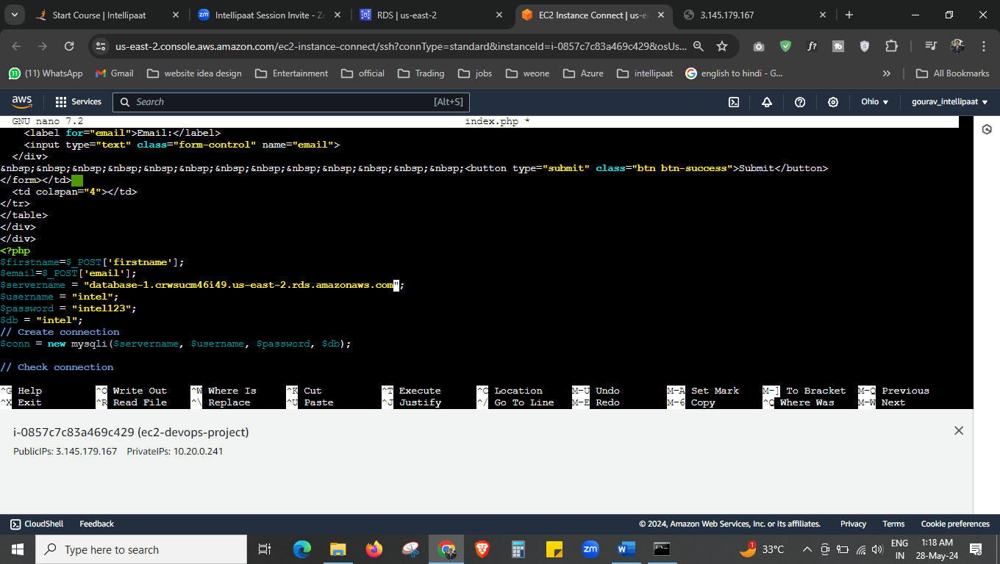 Start Course | Intellipaat
zm Intellipaat Session Invite - Zo
RDS | us-east-2
EC2 Instance Connect | us-ea
3.145.179.167
us-east-2.console.aws.amazon.com/ec2-instance-connect/ssh?connType=standard&instanceId=i-0857c7c83a469c429&osUs...
(11) WhatsApp
Gmail
website idea design
Entertainment
official
Trading
jobs
weone
Azure
intellipaat
english to hindi - G...
All Bookmarks
aws
Services
Search [Alt+S]
Ohio
gourav_intellipaat
GNU nano 7.2 index.php *
<label for="email">Email:</label>
<input type="text" class="form-control" name="email">
</div>
&nbsp;&nbsp;&nbsp;&nbsp;&nbsp;&nbsp;&nbsp;&nbsp;&nbsp;&nbsp;&nbsp;&nbsp;&nbsp;<button type="submit" class="btn btn-success">Submit</button>
</form></td>
<td colspan="4"></td>
</tr>
</table>
</div>
</div>
<?php
$firstname=$_POST['firstname'];
$email=$_POST['email'];
$servername = "database-1.crwsucm46i49.us-east-2.rds.amazonaws.com";
$username = "intel";
$password = "intel123";
$db = "intel";
// Create connection
$conn = new mysqli($servername, $username, $password, $db);
// Check connection
^G Help ^O Write Out ^W Where Is ^K Cut ^T Execute ^C Location M-U Undo M-A Set Mark M-] To Bracket M-Q Previous
^X Exit ^R Read File ^\ Replace ^U Paste ^J Justify ^/ Go To Line M-E Redo M-6 Copy ^Q Where Was M-W Next
i-0857c7c83a469c429 (ec2-devops-project)
PublicIPs: 3.145.179.167 PrivateIPs: 10.20.0.241
CloudShell Feedback © 2024, Amazon Web Services, Inc. or its affiliates. Privacy Terms Cookie preferences
Type here to search
zm
33°C
ENG
IN
1:18 AM
28-May-24